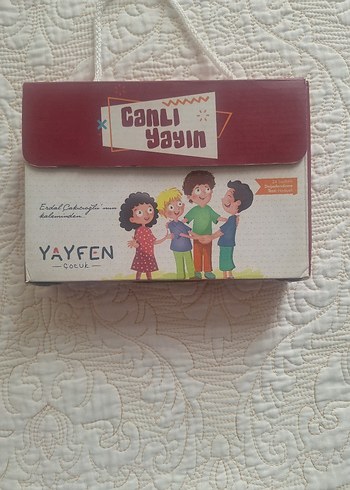 Canlı
Yayın
Erdal Çakıcıoğlu'nun
kaleminden
YAYFEN
ÇOCUK